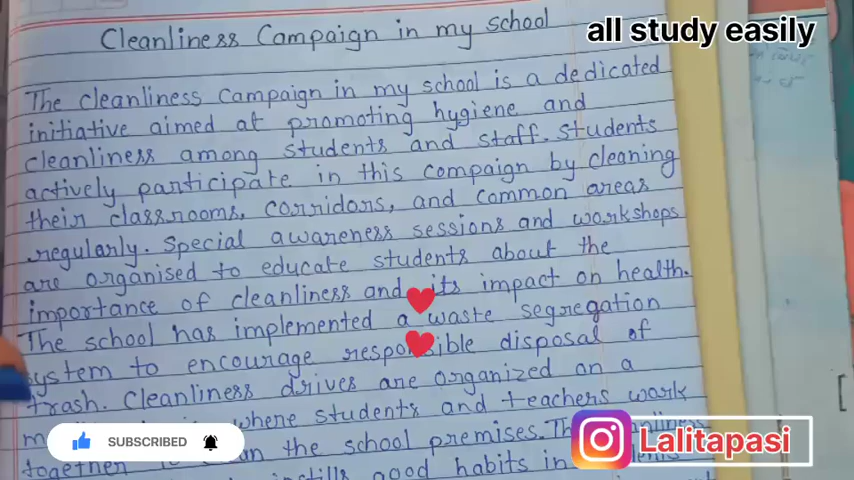 all study easily
Cleanliness Campaign in my school
The cleanliness campaign in my school is a dedicated
initiative aimed at promoting hygiene and
cleanliness among students and staff. Students
actively participate in this campaign by cleaning
their classrooms, corridors, and common areas
regularly. Special awareness sessions and workshops
are organised to educate students about the
importance of cleanliness and its impact on health.
The school has implemented a waste segregation
system to encourage responsible disposal of
trash. Cleanliness drives are organized on a
where students and teachers work
together the school premises. The
good habits in
SUBSCRIBED
Lalitapasi